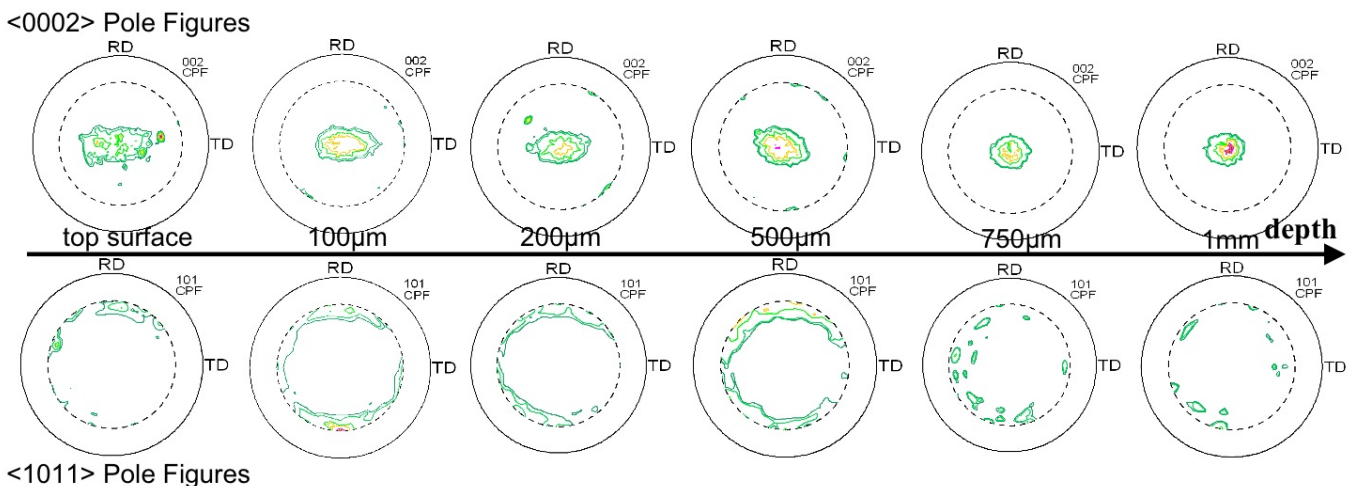 <0002> Pole Figures
RD RD RD RD RD RD
002 002 002 002 002 002
CPF CPF CPF CPF CPF CPF
TD TD TD TD TD TD
top surface 100µm 200µm 500µm 750µm 1mm depth
RD RD RD RD RD RD
101 101 101 101 101 101
CPF CPF CPF CPF CPF CPF
TD TD TD TD TD TD
<1011> Pole Figures